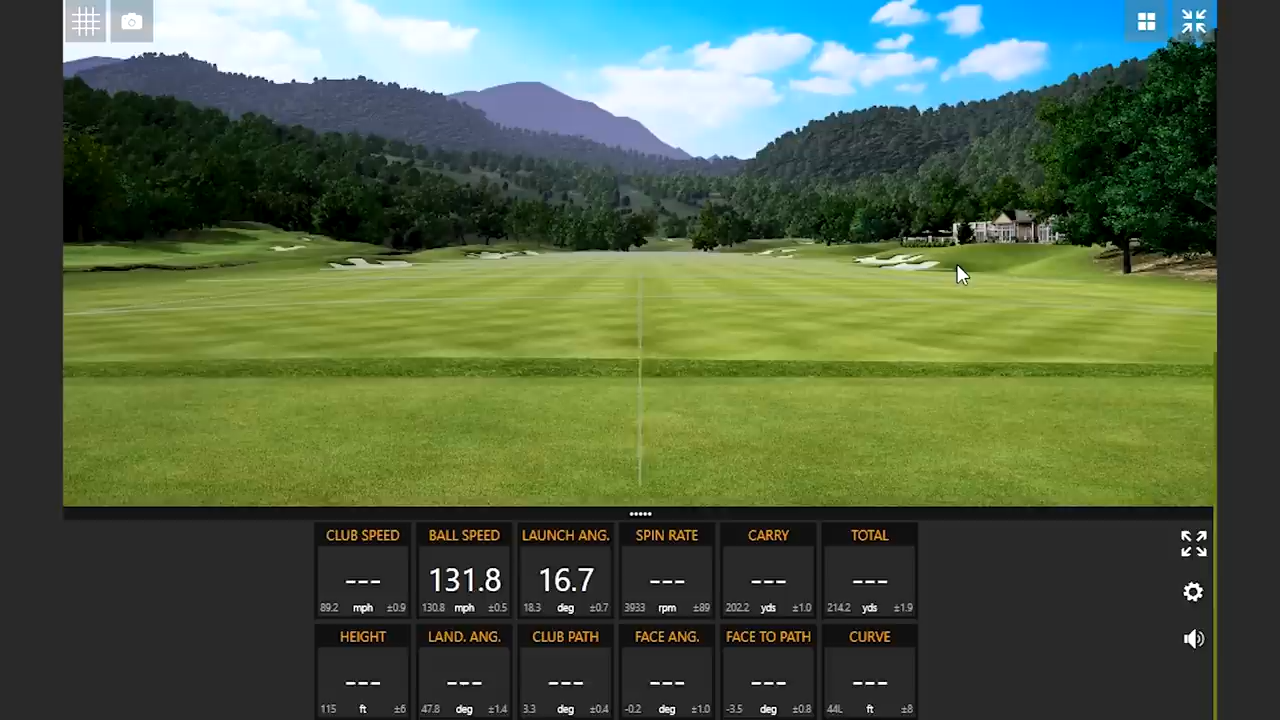 CLUB SPEED BALL SPEED LAUNCH ANG. SPIN RATE CARRY TOTAL
--- 131.8 16.7 --- --- ---
89.2 mph ±0.9 130.8 mph ±0.5 18.3 deg ±0.7 3933 rpm ±89 202.2 yds ±1.0 214.2 yds ±1.9
HEIGHT LAND. ANG. CLUB PATH FACE ANG. FACE TO PATH CURVE
--- --- --- --- --- ---
115 ft ±6 47.8 deg ±1.4 3.3 deg ±0.4 -0.2 deg ±1.0 -3.5 deg ±0.8 44L ft ±8